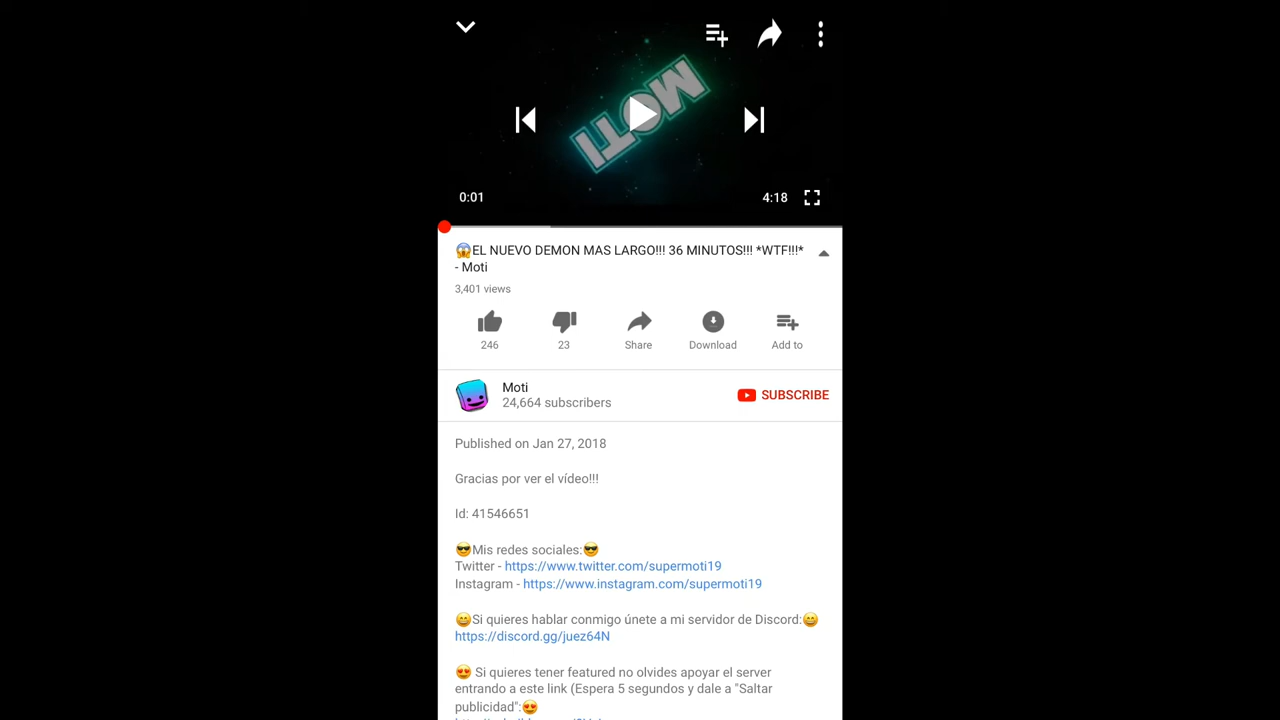 MOTI
0:01
4:18
😱EL NUEVO DEMON MAS LARGO!!! 36 MINUTOS!!! *WTF!!!*
- Moti
3,401 views
246
23
Share
Download
Add to
Moti
SUBSCRIBE
24,664 subscribers
Published on Jan 27, 2018
Gracias por ver el vídeo!!!
Id: 41546651
😎Mis redes sociales:😎
Twitter - https://www.twitter.com/supermoti19
Instagram - https://www.instagram.com/supermoti19
😄Si quieres hablar conmigo únete a mi servidor de Discord:😄
https://discord.gg/juez64N
😍 Si quieres tener featured no olvides apoyar el server
entrando a este link (Espera 5 segundos y dale a "Saltar
publicidad":😍